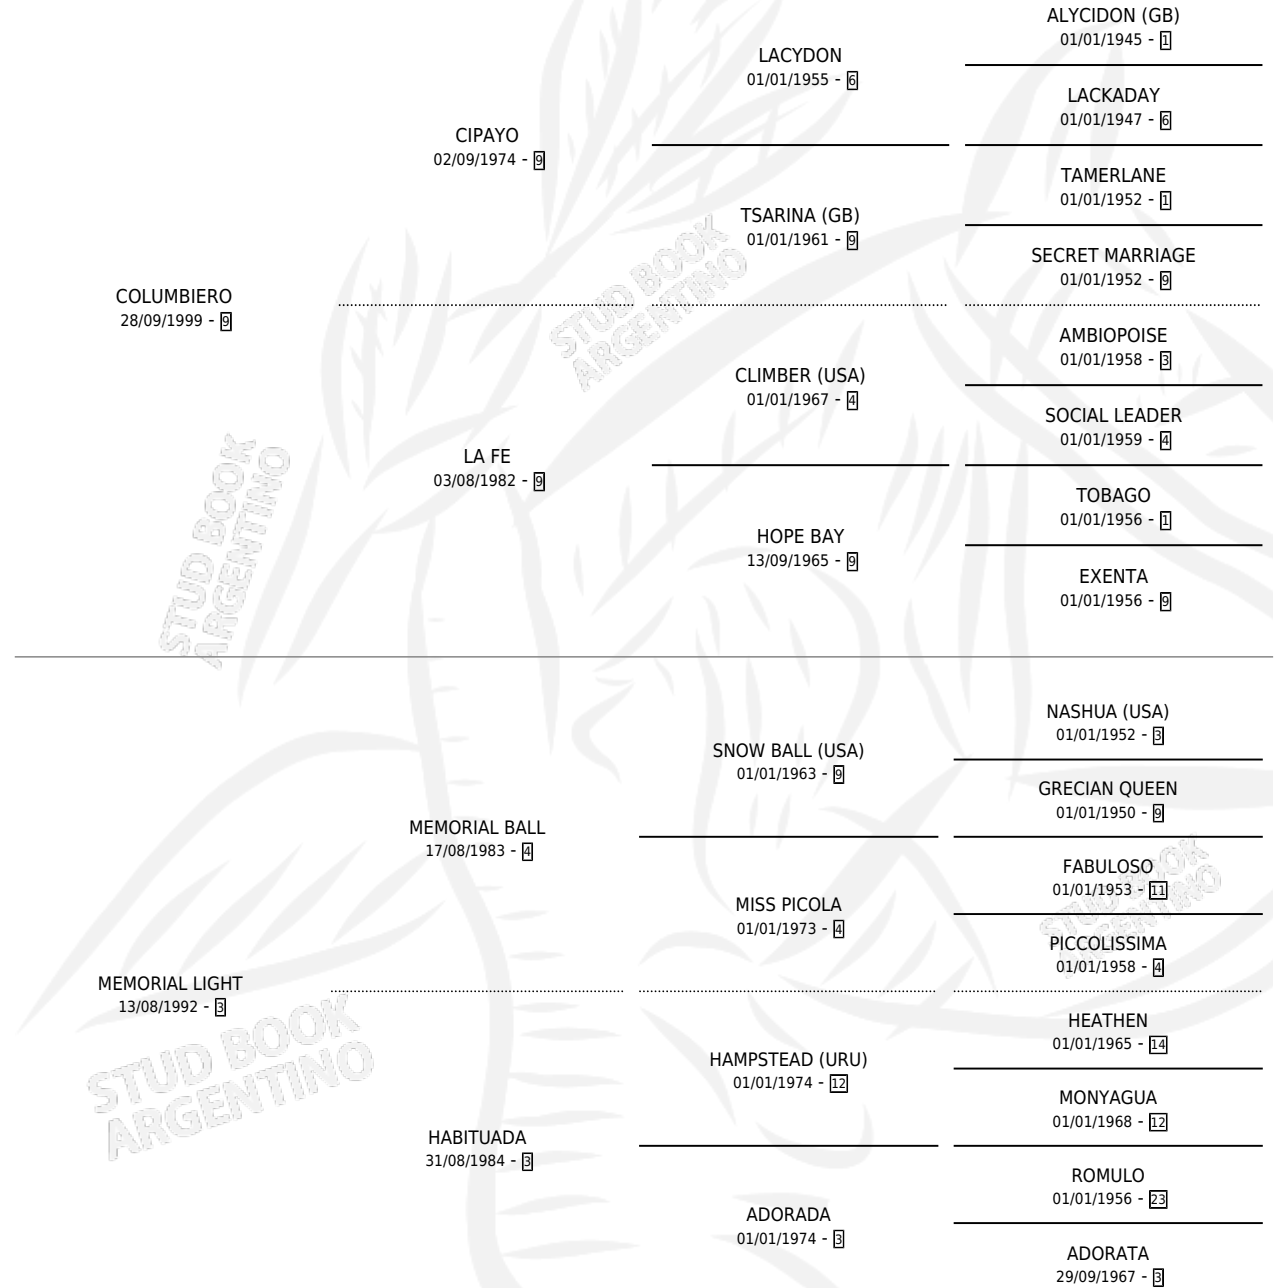 ALYCIDON (GB)
01/01/1945 - 1
LACYDON
01/01/1955 - 6
LACKADAY
01/01/1947 - 6
CIPAYO
02/09/1974 - 9
TAMERLANE
01/01/1952 - 1
TSARINA (GB)
01/01/1961 - 9
SECRET MARRIAGE
01/01/1952 - 9
COLUMBIERO
28/09/1999 - 9
STUD BOOK
ARGENTINO
AMBIOPOISE
01/01/1958 - 3
CLIMBER (USA)
01/01/1967 - 4
SOCIAL LEADER
01/01/1959 - 4
LA FE
03/08/1982 - 9
TOBAGO
01/01/1956 - 1
HOPE BAY
13/09/1965 - 9
EXENTA
01/01/1956 - 9
STUD BOOK
ARGENTINO
NASHUA (USA)
01/01/1952 - 3
SNOW BALL (USA)
01/01/1963 - 9
GRECIAN QUEEN
01/01/1950 - 9
MEMORIAL BALL
17/08/1983 - 4
FABULOSO
01/01/1953 - 11
MISS PICOLA
01/01/1973 - 4
PICCOLISSIMA
01/01/1958 - 4
STUD BOOK
ARGENTINO
MEMORIAL LIGHT
13/08/1992 - 3
HEATHEN
01/01/1965 - 14
HAMPSTEAD (URU)
01/01/1974 - 12
MONYAGUA
01/01/1968 - 12
STUD BOOK
ARGENTINO
HABITUADA
31/08/1984 - 3
ROMULO
01/01/1956 - 23
ADORADA
01/01/1974 - 3
ADORATA
29/09/1967 - 3